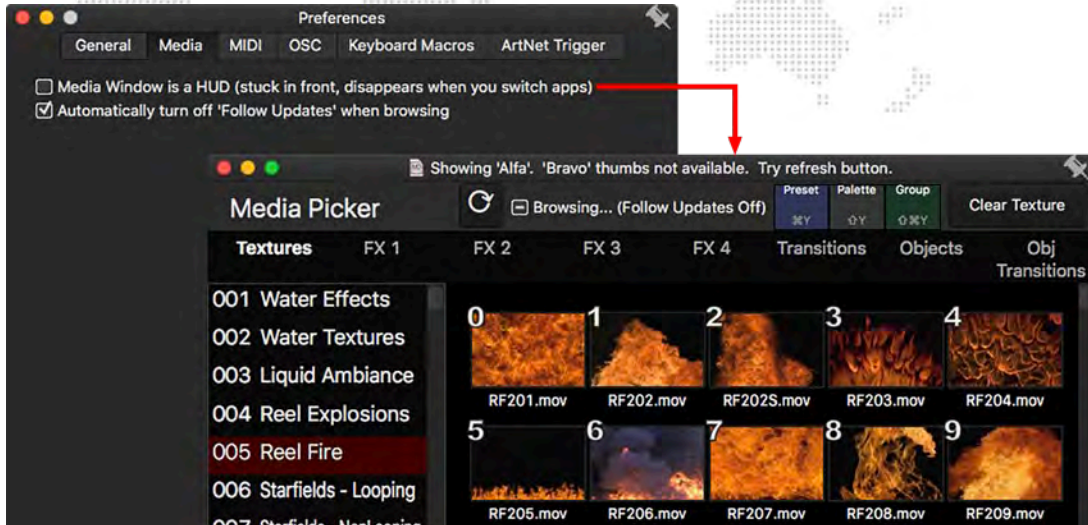 Preferences
General Media MIDI OSC Keyboard Macros ArtNet Trigger
Media Window is a HUD (stuck in front, disappears when you switch apps)
Automatically turn off 'Follow Updates' when browsing
Showing 'Alfa'. 'Bravo' thumbs not available. Try refresh button.
Media Picker
Browsing... (Follow Updates Off)
Preset Palette Group
⌘Y ⇧Y ⇧⌘Y
Clear Texture
Textures FX 1 FX 2 FX 3 FX 4 Transitions Objects Obj
Transitions
001 Water Effects
002 Water Textures
003 Liquid Ambiance
004 Reel Explosions
005 Reel Fire
006 Starfields - Looping
007 Starfields - NonLooping
0 1 2 3 4
RF201.mov RF202.mov RF202S.mov RF203.mov RF204.mov
5 6 7 8 9
RF205.mov RF206.mov RF207.mov RF208.mov RF209.mov